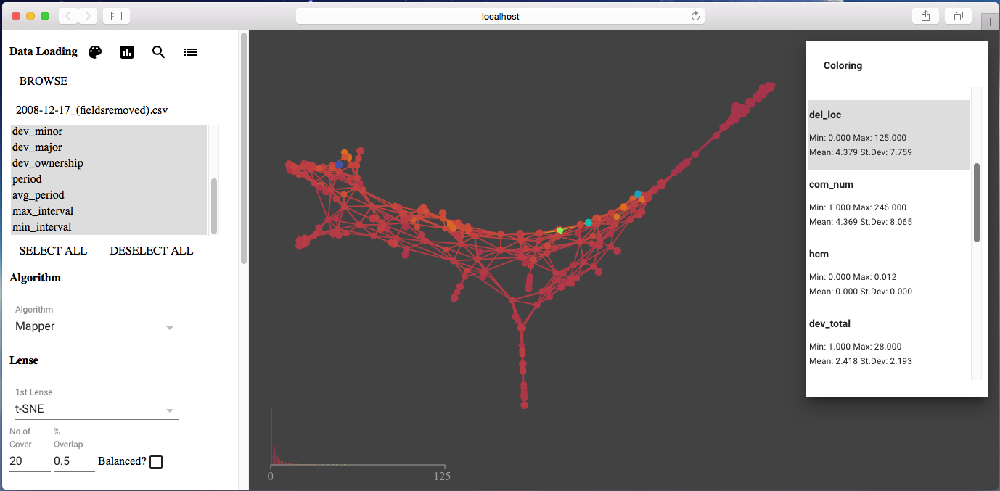 localhost
Data Loading
BROWSE
2008-12-17_(fieldsremoved).csv
dev_minor
dev_major
dev_ownership
period
avg_period
max_interval
min_interval
SELECT ALL DESELECT ALL
Algorithm
Algorithm
Mapper
Lense
1st Lense
t-SNE
No of Cover % Overlap
20 0.5 Balanced?
0 125
Coloring
del_loc
Min: 0.000 Max: 125.000
Mean: 4.379 St.Dev: 7.759
com_num
Min: 1.000 Max: 246.000
Mean: 4.369 St.Dev: 8.065
hcm
Min: 0.000 Max: 0.012
Mean: 0.000 St.Dev: 0.000
dev_total
Min: 1.000 Max: 28.000
Mean: 2.418 St.Dev: 2.193